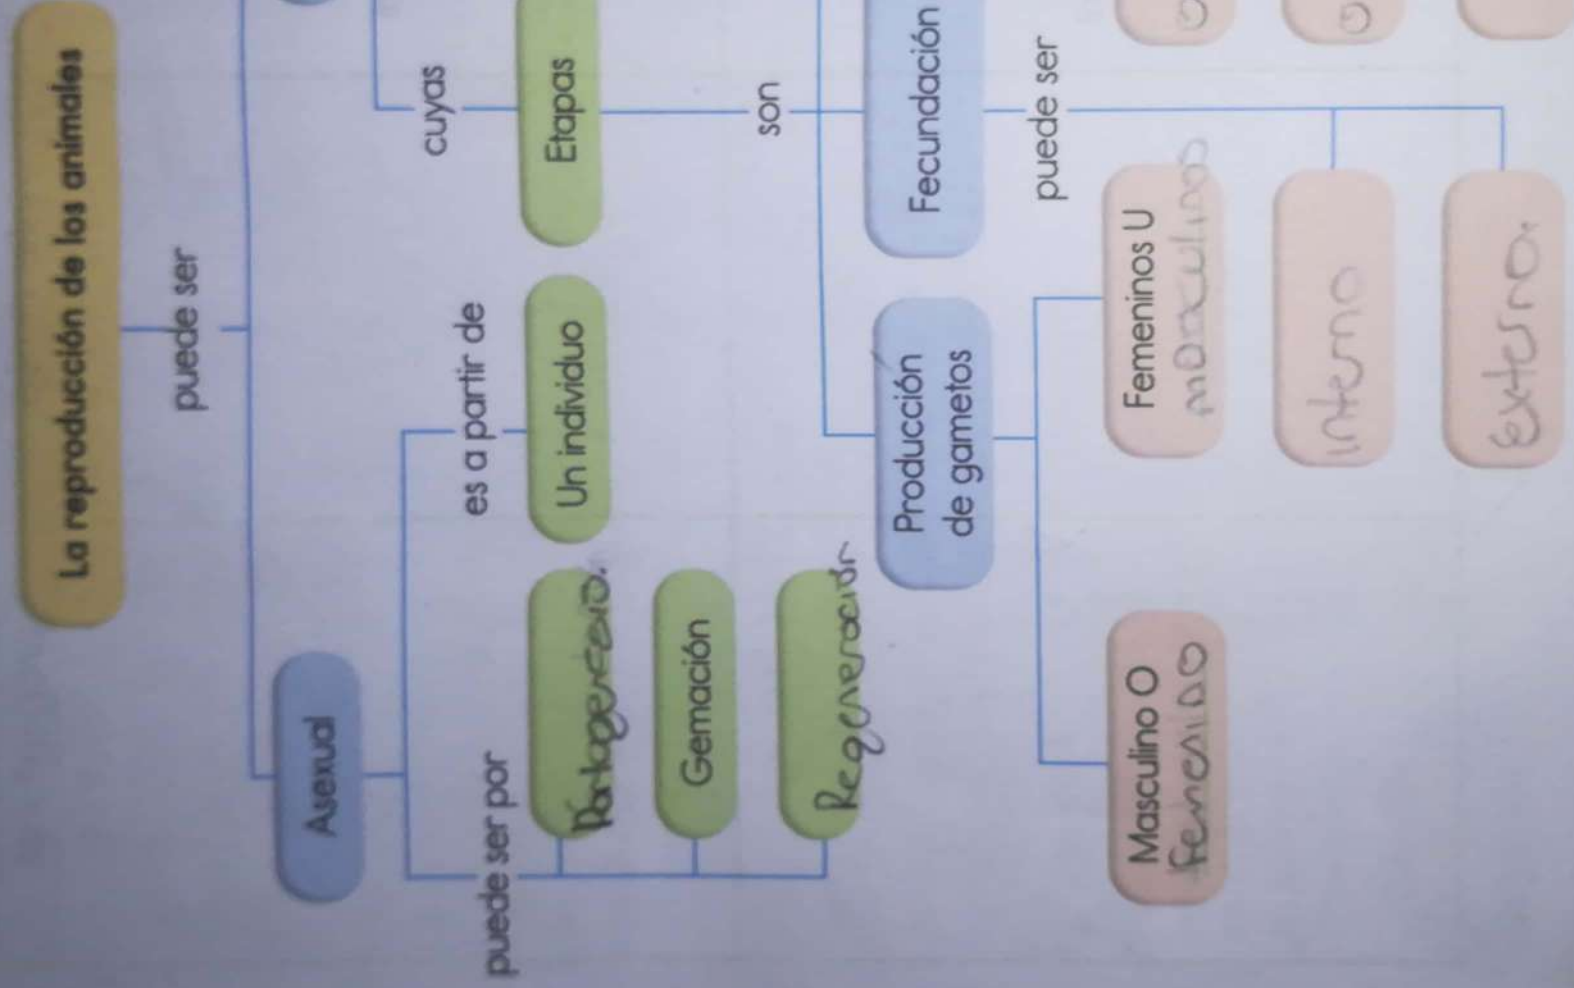 La reproducción de los animales
puede ser
Asexual
cuyas
puede ser por
es a partir de
Un individuo
Etapas
Gemación
Regeneración
son
Producción
de gametos
Fecundación
puede ser
Masculino O
Femenino
Femeninos U
masculinos
interno
externo.